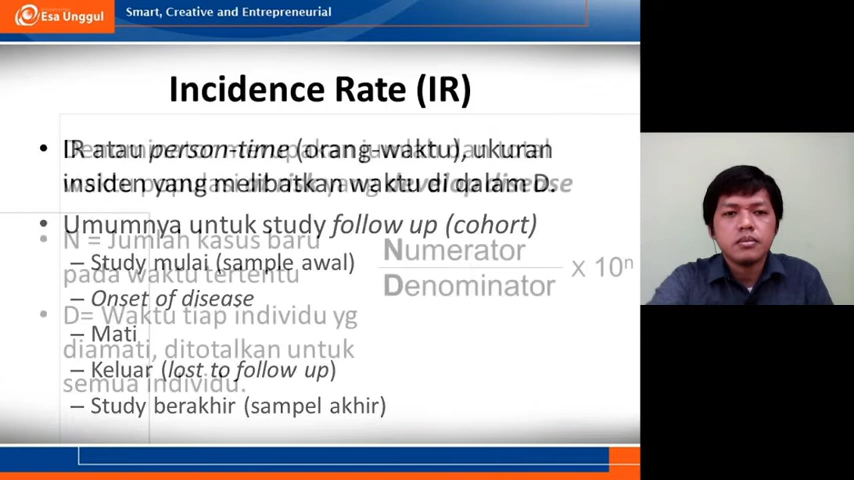 Esa Unggul
Smart, Creative and Entrepreneurial
Incidence Rate (IR)
• IR atau person-time (orang-waktu), ukuran
insiden yang melibatkan waktu di dalam D.
• Umumnya untuk study follow up (cohort)
– Study mulai (sample awal)
– Onset of disease
– Mati
– Keluar (lost to follow up)
– Study berakhir (sampel akhir)
develop disease
• N = Jumlah kasus baru
pada waktu tertentu
• D= Waktu tiap individu yg
diamati, ditotalkan untuk
semua individu.
Numerator
Denominator
x 10ⁿ